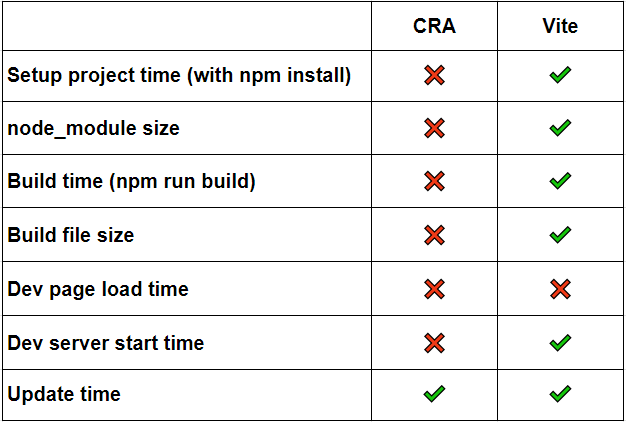 CRA Vite
Setup project time (with npm install) ❌ ✔
node_module size ❌ ✔
Build time (npm run build) ❌ ✔
Build file size ❌ ✔
Dev page load time ❌ ❌
Dev server start time ❌ ✔
Update time ✔ ✔